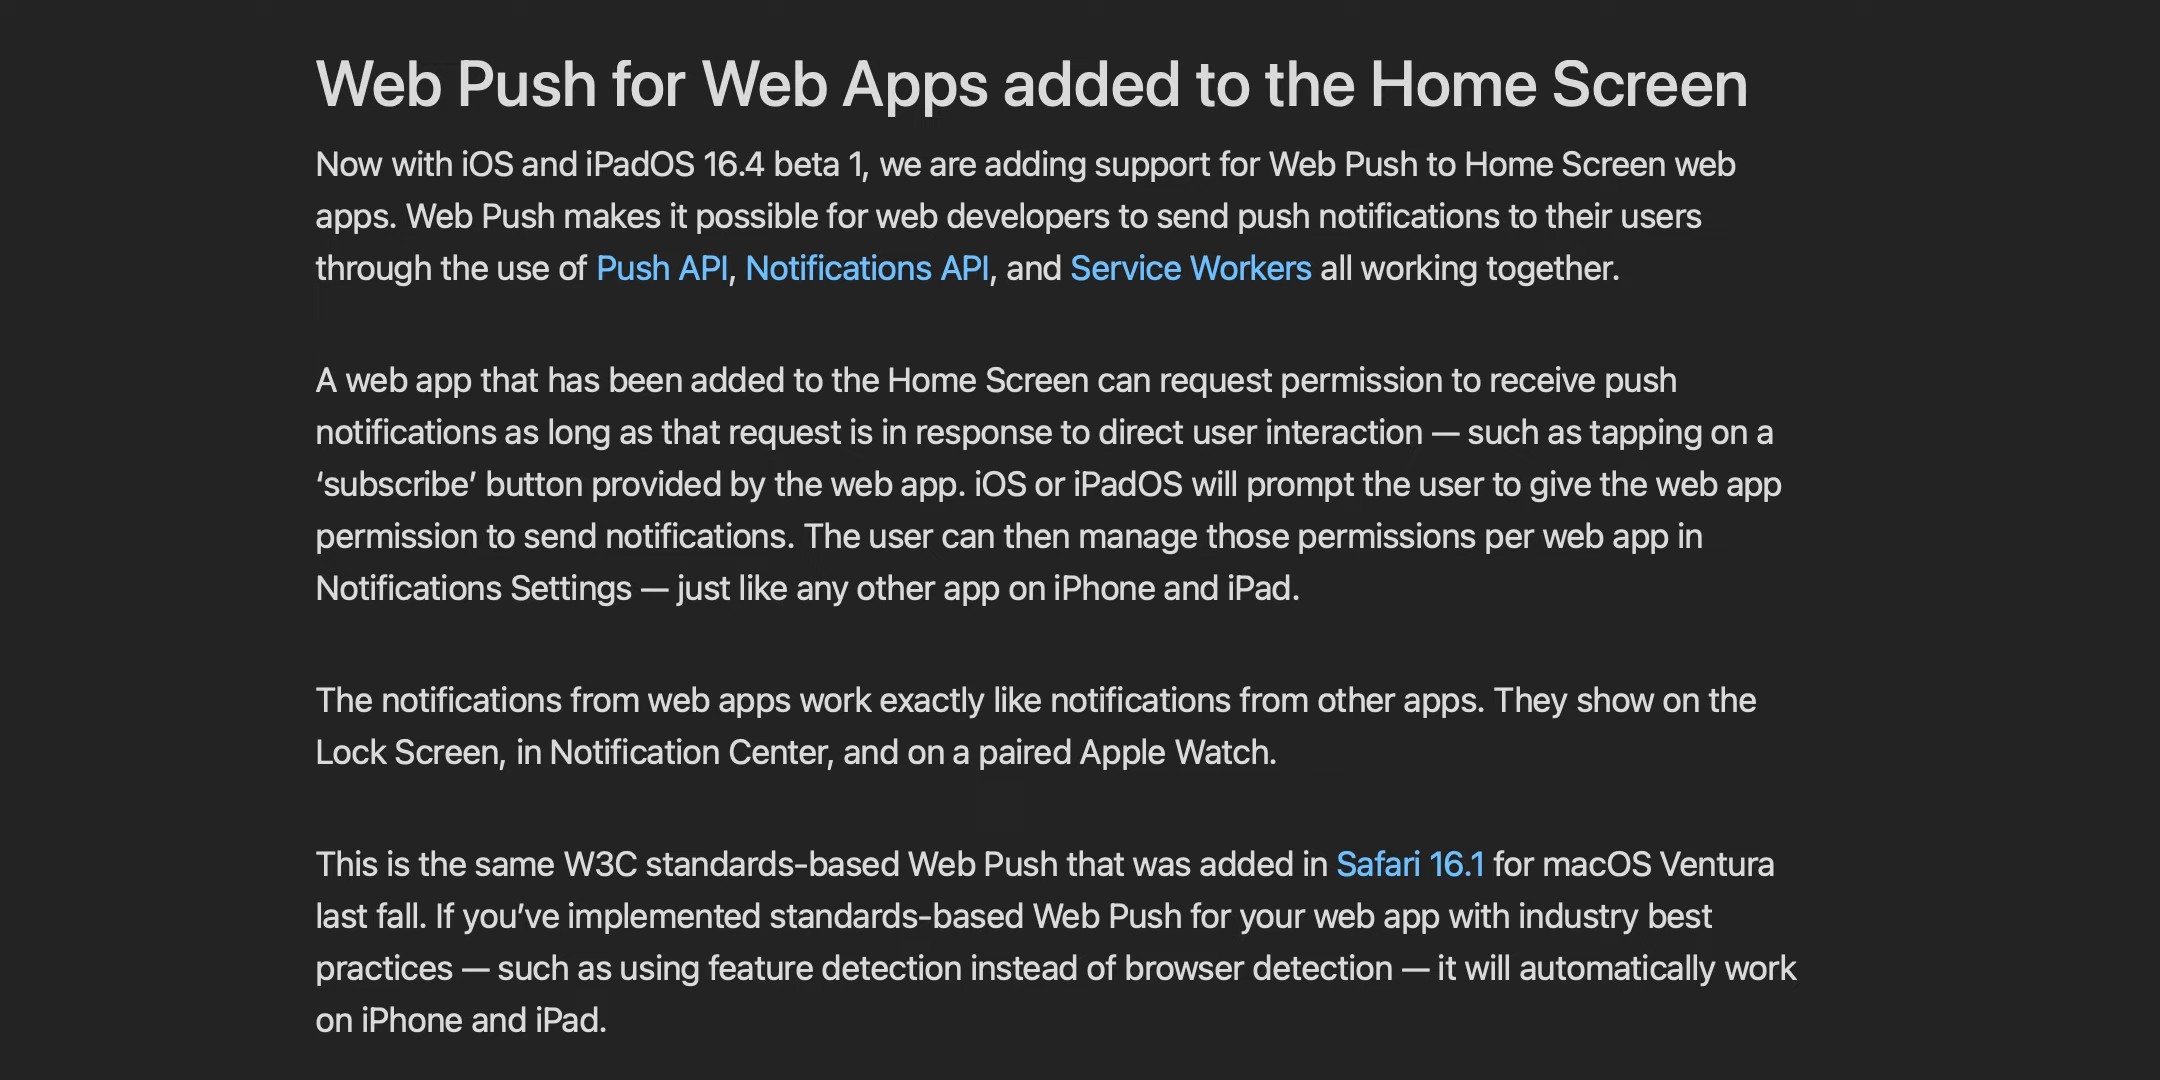 Web Push for Web Apps added to the Home Screen
Now with iOS and iPadOS 16.4 beta 1, we are adding support for Web Push to Home Screen web
apps. Web Push makes it possible for web developers to send push notifications to their users
through the use of Push API, Notifications API, and Service Workers all working together.
A web app that has been added to the Home Screen can request permission to receive push
notifications as long as that request is in response to direct user interaction — such as tapping on a
‘subscribe’ button provided by the web app. iOS or iPadOS will prompt the user to give the web app
permission to send notifications. The user can then manage those permissions per web app in
Notifications Settings — just like any other app on iPhone and iPad.
The notifications from web apps work exactly like notifications from other apps. They show on the
Lock Screen, in Notification Center, and on a paired Apple Watch.
This is the same W3C standards-based Web Push that was added in Safari 16.1 for macOS Ventura
last fall. If you’ve implemented standards-based Web Push for your web app with industry best
practices — such as using feature detection instead of browser detection — it will automatically work
on iPhone and iPad.